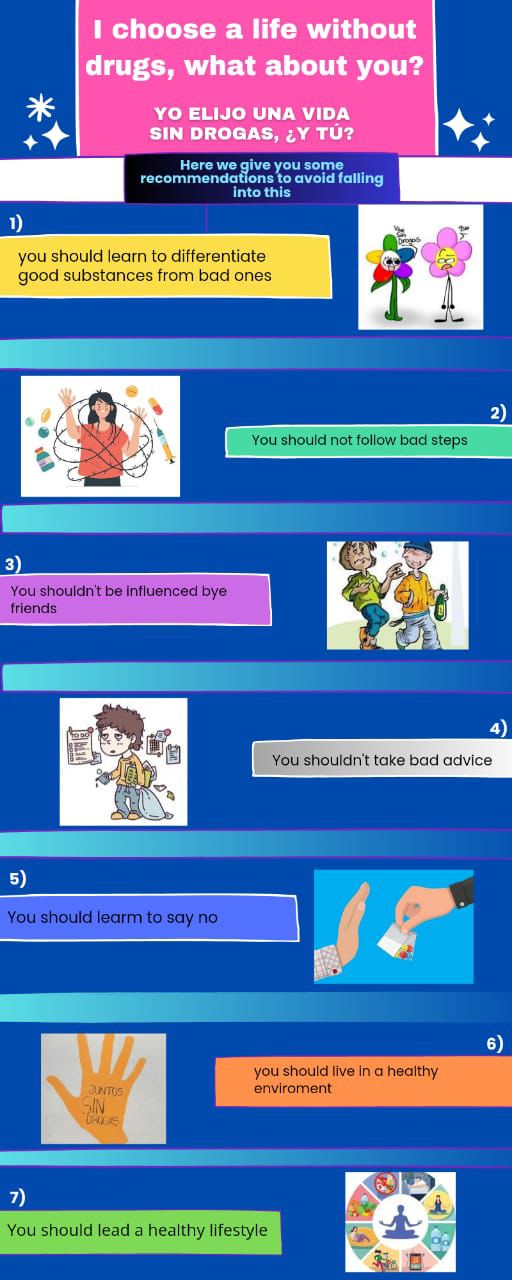 I choose a life without
drugs, what about you?
YO ELIJO UNA VIDA
SIN DROGAS, ¿Y TÚ?
Here we give you some
recommendations to avoid falling
into this
1)
you should learn to differentiate
good substances from bad ones
Sin
Drogas
2)
You should not follow bad steps
3)
You shouldn't be influenced bye
friends
4)
You shouldn't take bad advice
5)
You should learm to say no
6)
you should live in a healthy
enviroment
JUNTOS
SIN
DROGAS
7)
You should lead a healthy lifestyle